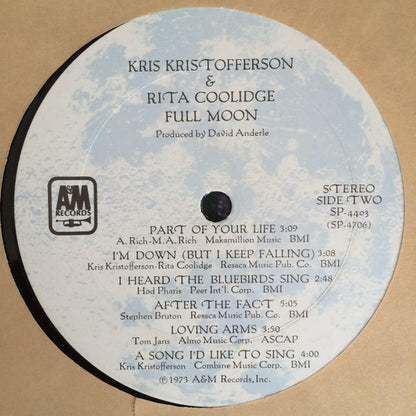 KRIS KRISTOFFERSON
&
RITA COOLIDGE
FULL MOON
Produced by David Anderle
A&M
RECORDS
STEREO
SIDE TWO
SP-4403
(SP-4706)
PART OF YOUR LIFE 3:09
A. Rich-M.A. Rich Makamillion Music BMI
I'M DOWN (BUT I KEEP FALLING) 3:08
Kris Kristofferson-Rita Coolidge Resaca Music Pub. Co. BMI
I HEARD THE BLUEBIRDS SING 2:48
Hod Pharis Peer Int'l. Corp. BMI
AFTER THE FACT 5:05
Stephen Bruton Resaca Music Pub. Co. BMI
LOVING ARMS 3:50
Tom Jans Almo Music Corp. ASCAP
A SONG I'D LIKE TO SING 4:00
Kris Kristofferson Combine Music Corp. BMI
℗ 1973 A&M Records, Inc.